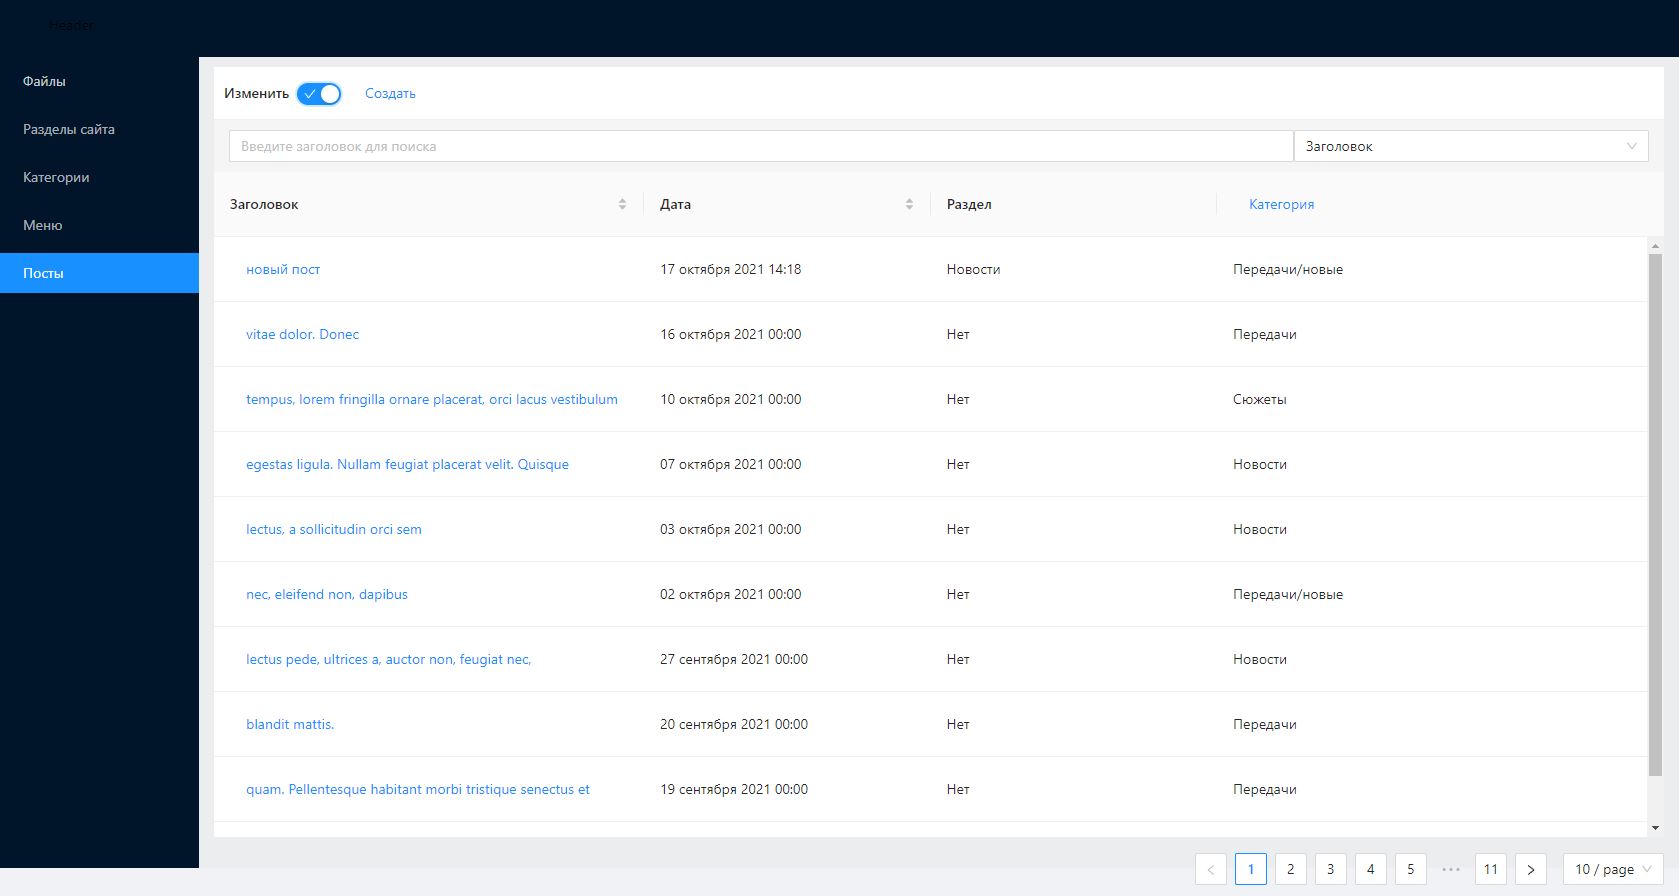 Header
Файлы
Разделы сайта
Категории
Меню
Посты
Изменить Создать
Введите заголовок для поиска Заголовок
Заголовок Дата Раздел Категория
новый пост 17 октября 2021 14:18 Новости Передачи/новые
vitae dolor. Donec 16 октября 2021 00:00 Нет Передачи
tempus, lorem fringilla ornare placerat, orci lacus vestibulum 10 октября 2021 00:00 Нет Сюжеты
egestas ligula. Nullam feugiat placerat velit. Quisque 07 октября 2021 00:00 Нет Новости
lectus, a sollicitudin orci sem 03 октября 2021 00:00 Нет Новости
nec, eleifend non, dapibus 02 октября 2021 00:00 Нет Передачи/новые
lectus pede, ultrices a, auctor non, feugiat nec, 27 сентября 2021 00:00 Нет Новости
blandit mattis. 20 сентября 2021 00:00 Нет Передачи
quam. Pellentesque habitant morbi tristique senectus et 19 сентября 2021 00:00 Нет Передачи
< 1 2 3 4 5 ••• 11 > 10 / page